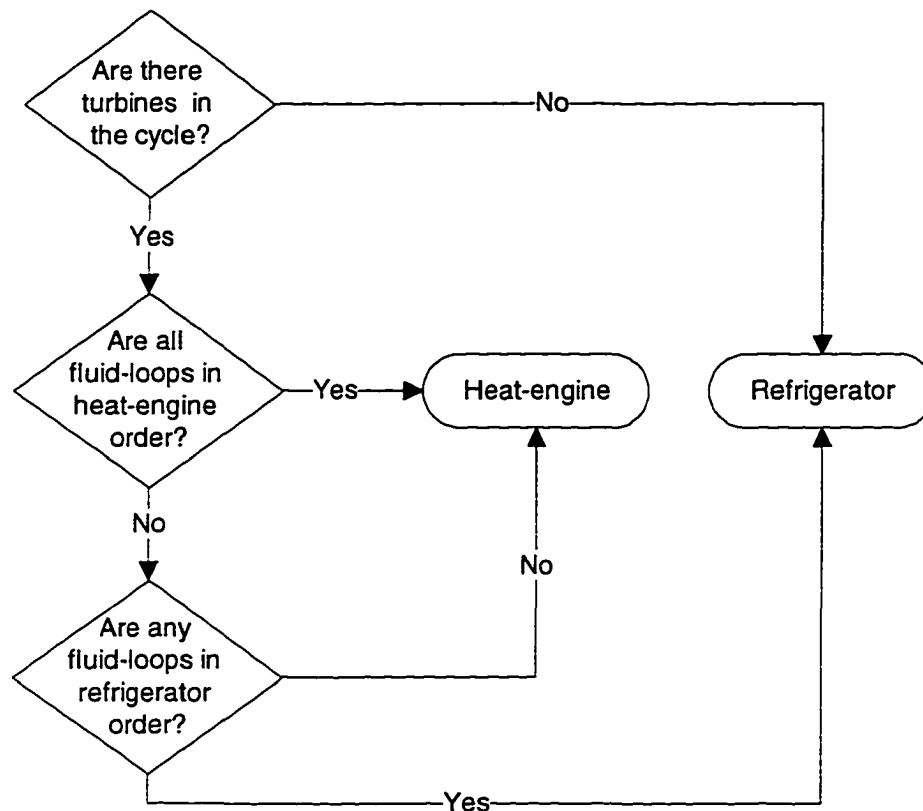 Are there
turbines in
the cycle?
No
Yes
Are all
fluid-loops in
heat-engine
order?
Yes
Heat-engine
Refrigerator
No
No
Are any
fluid-loops in
refrigerator
order?
Yes